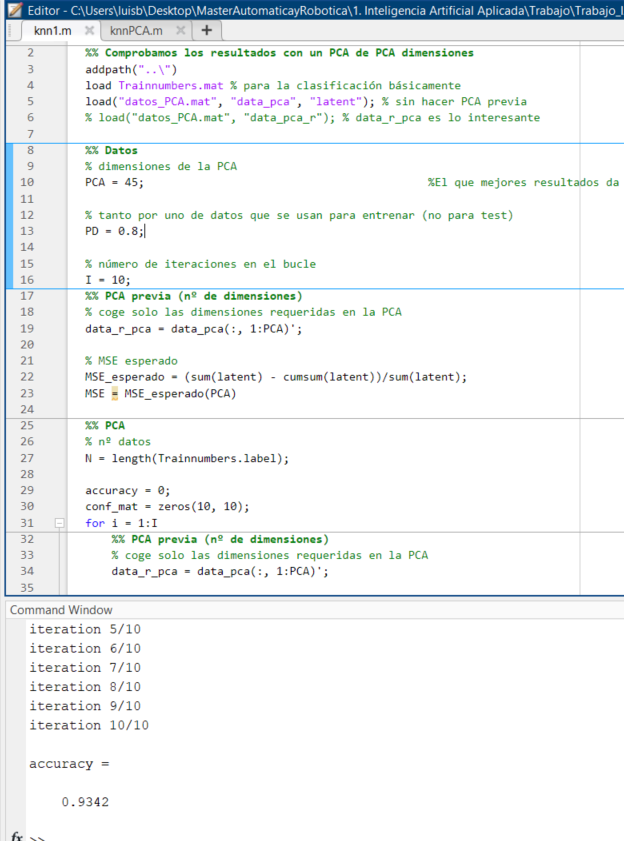 Editor - C:\Users\luisb\Desktop\MasterAutomaticayRobotica\1. Inteligencia Artificial Aplicada\Trabajo\Trabajo_
knn1.m knnPCA.m +
2 %% Comprobamos los resultados con un PCA de PCA dimensiones
3 addpath("..\")
4 load Trainnumbers.mat % para la clasificación básicamente
5 load("datos_PCA.mat", "data_pca", "latent"); % sin hacer PCA previa
6 % load("datos_PCA.mat", "data_pca_r"); % data_r_pca es lo interesante
7
8 %% Datos
9 % dimensiones de la PCA
10 PCA = 45; %El que mejores resultados da
11
12 % tanto por uno de datos que se usan para entrenar (no para test)
13 PD = 0.8;
14
15 % número de iteraciones en el bucle
16 I = 10;
17 %% PCA previa (nº de dimensiones)
18 % coge solo las dimensiones requeridas en la PCA
19 data_r_pca = data_pca(:, 1:PCA)';
20
21 % MSE esperado
22 MSE_esperado = (sum(latent) - cumsum(latent))/sum(latent);
23 MSE = MSE_esperado(PCA)
24
25 %% PCA
26 % nº datos
27 N = length(Trainnumbers.label);
28
29 accuracy = 0;
30 conf_mat = zeros(10, 10);
31 for i = 1:I
32 %% PCA previa (nº de dimensiones)
33 % coge solo las dimensiones requeridas en la PCA
34 data_r_pca = data_pca(:, 1:PCA)';
35
Command Window
iteration 5/10
iteration 6/10
iteration 7/10
iteration 8/10
iteration 9/10
iteration 10/10
accuracy =
0.9342
fx >>